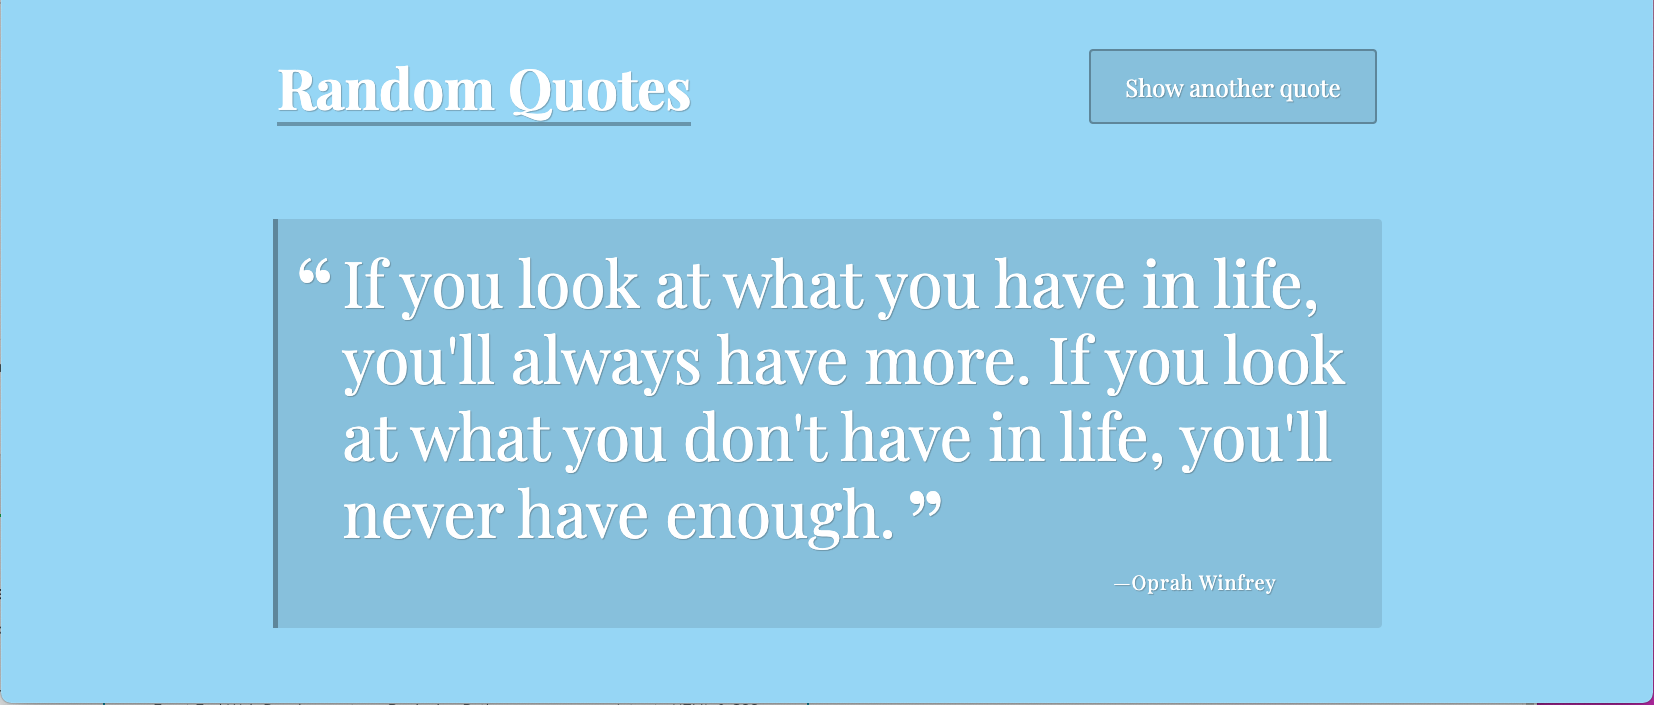 Random Quotes
Show another quote
“ If you look at what you have in life,
you'll always have more. If you look
at what you don't have in life, you'll
never have enough. ”
—Oprah Winfrey